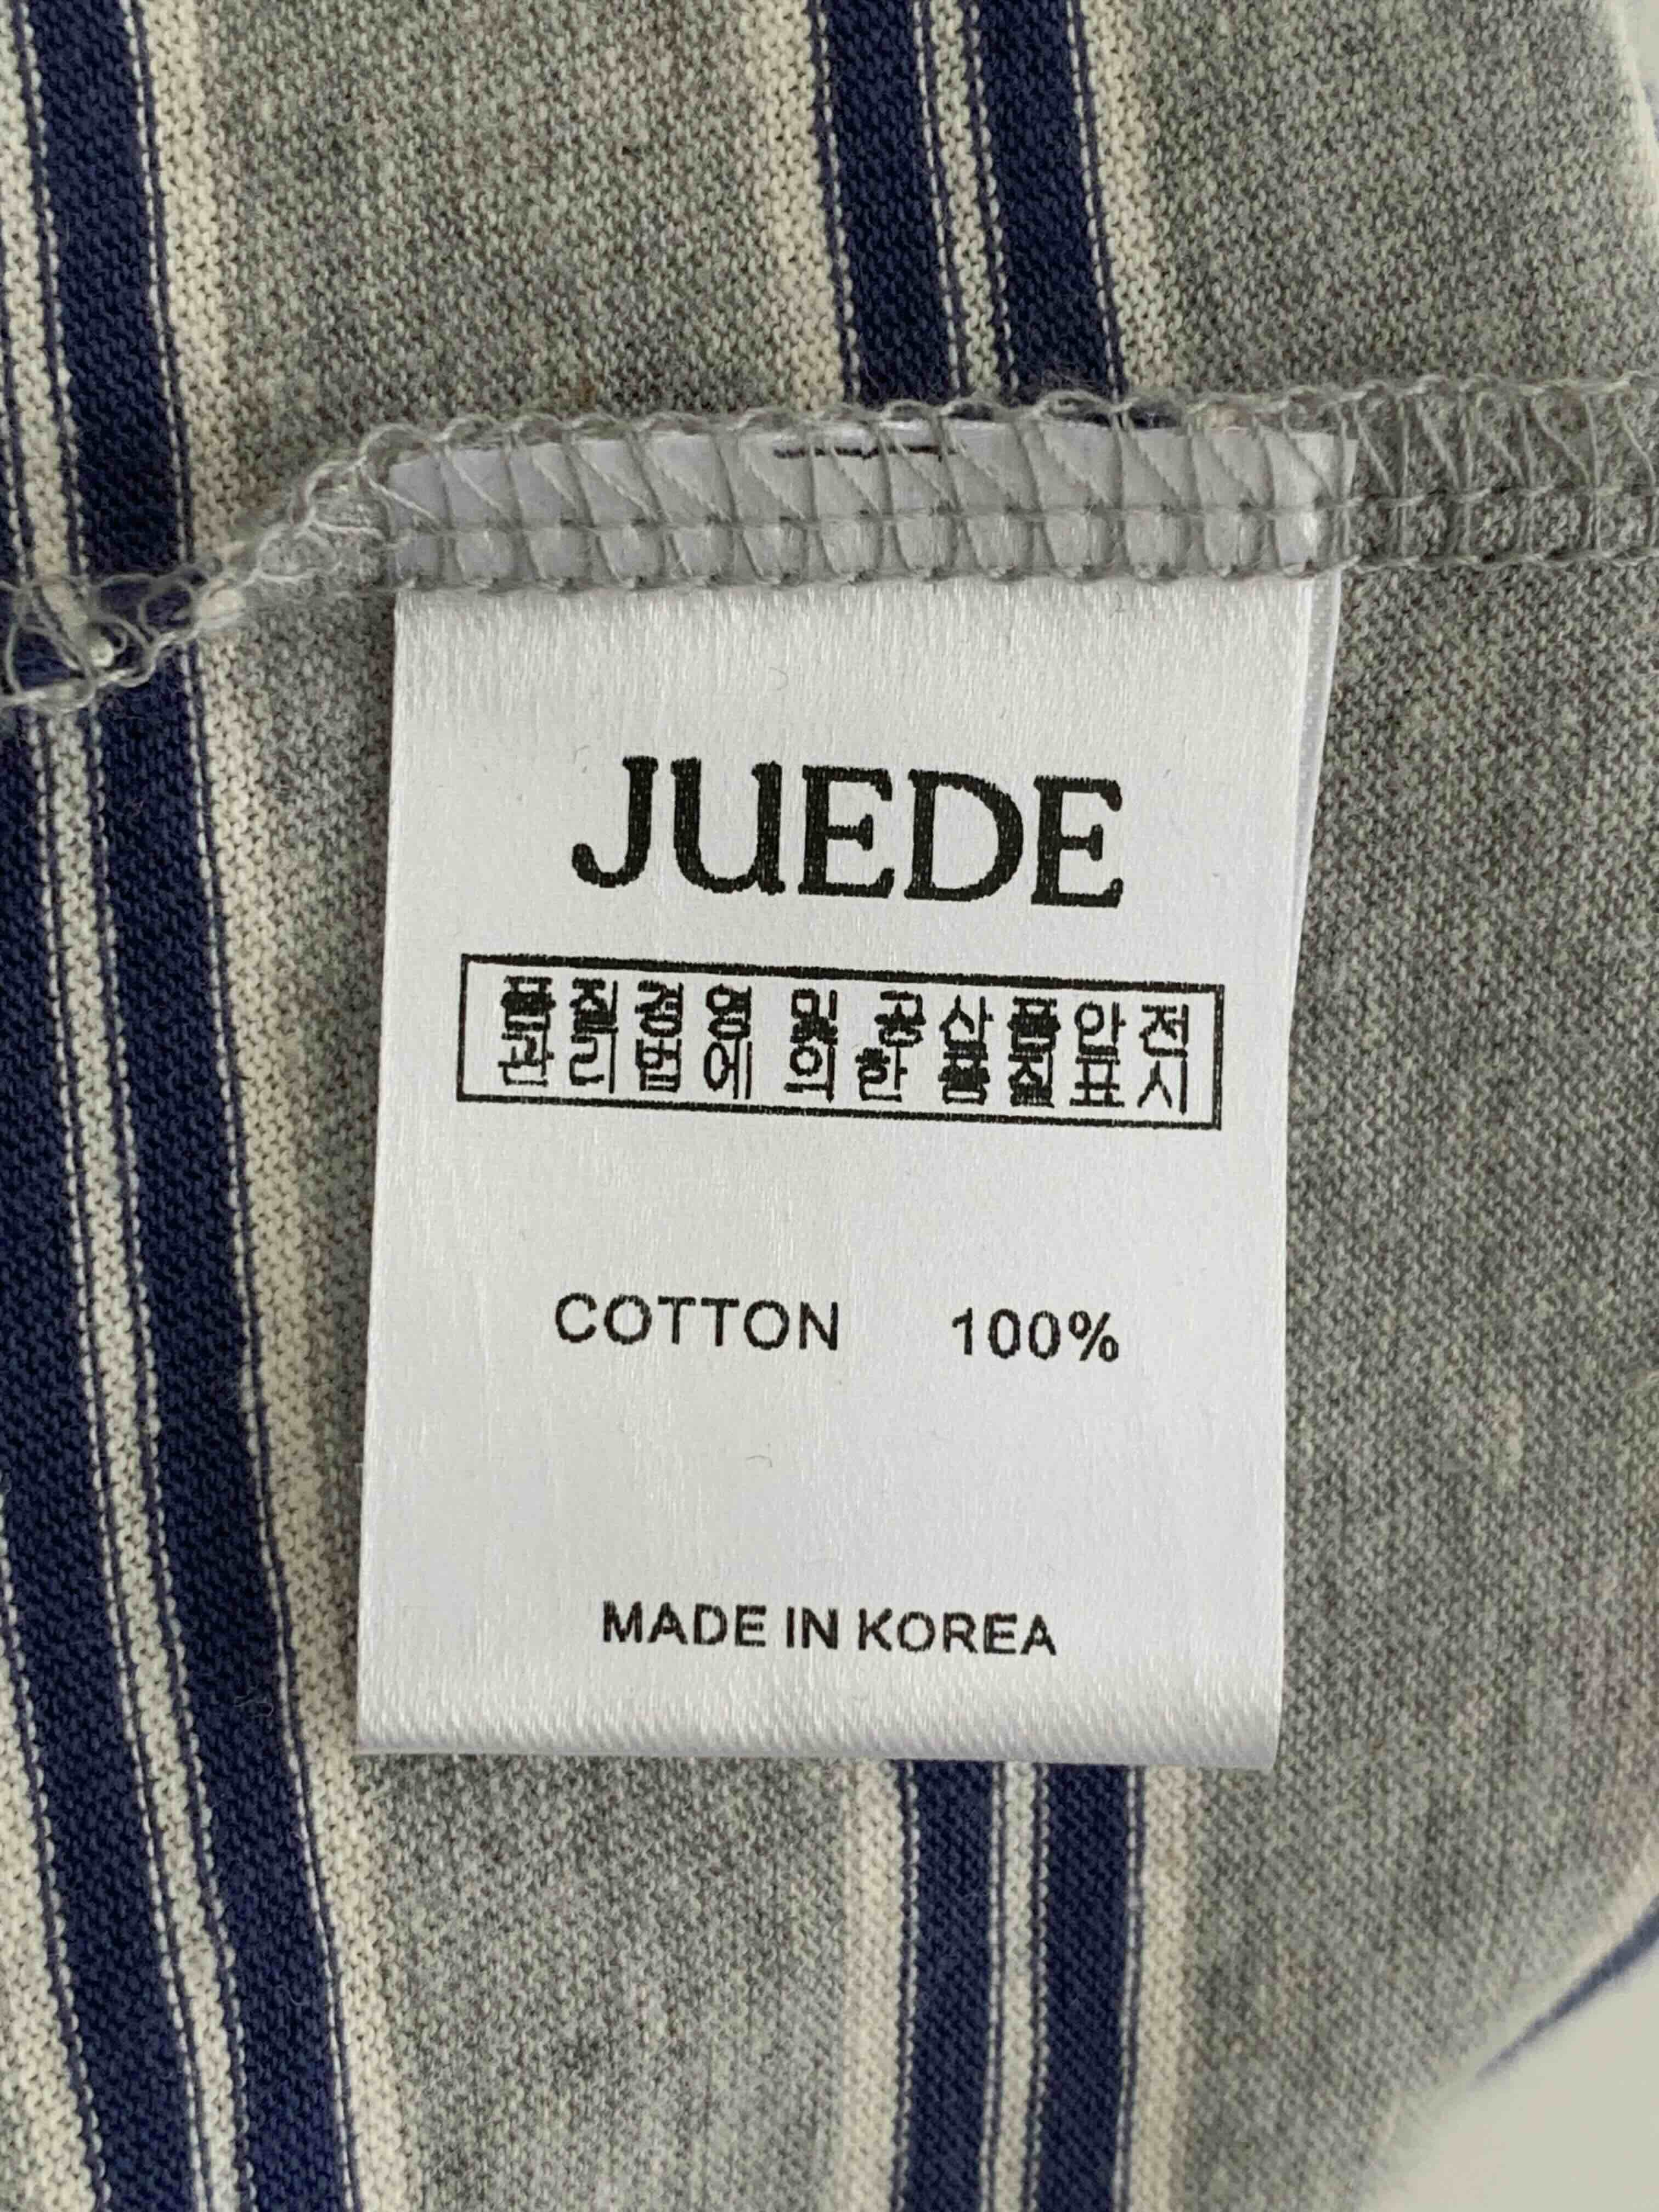 JUEDE
품질경영 및 공산품안전
관리법에 의한 품질표시
COTTON 100%
MADE IN KOREA